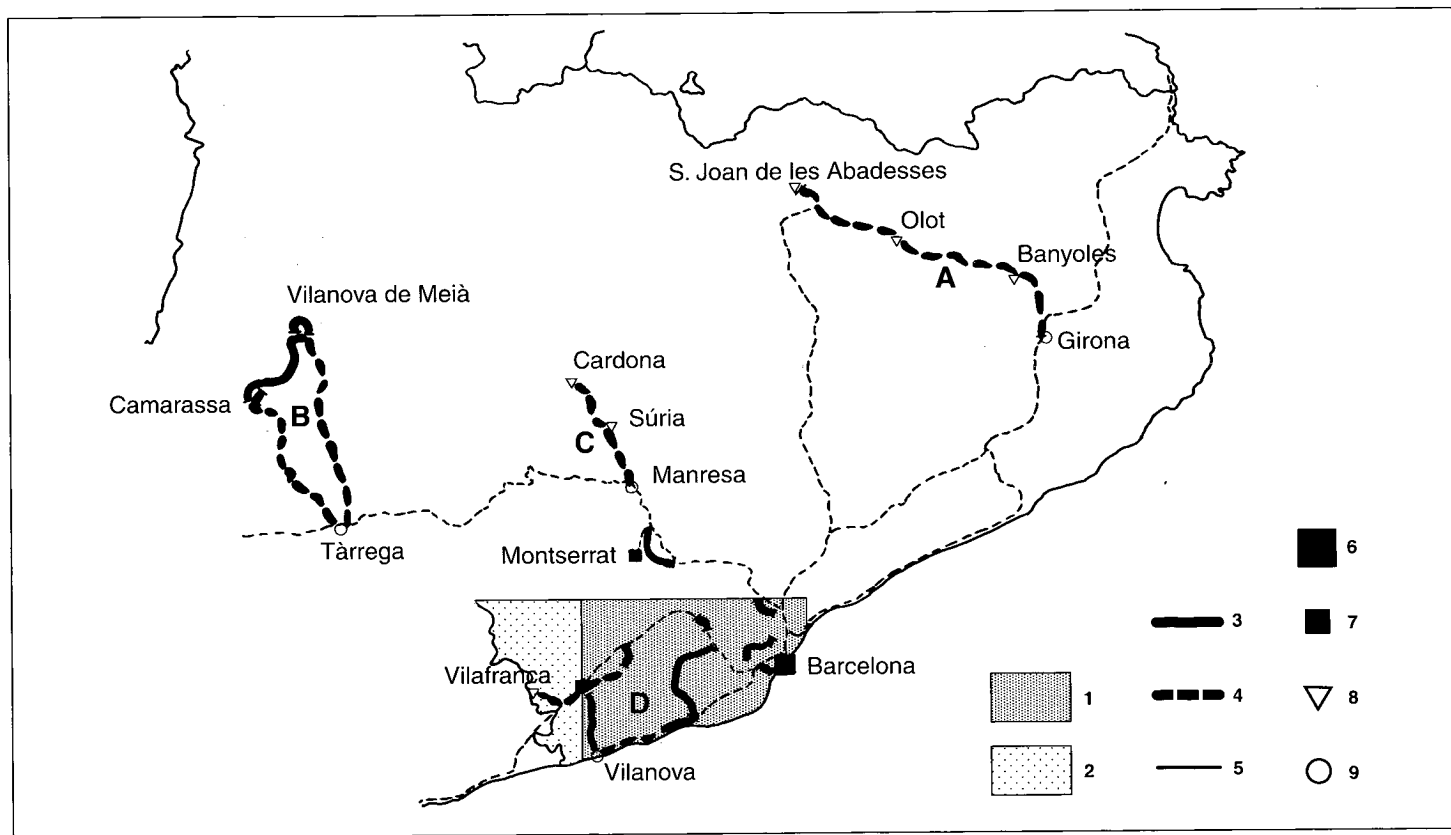 S. Joan de les Abadesses
Olot
Banyoles
A
Girona
Vilanova de Meià
Camarassa
B
Tàrrega
Cardona
Súria
C
Manresa
Montserrat
Vilafranca
D
Barcelona
Vilanova
1
2
3
4
5
6
7
8
9